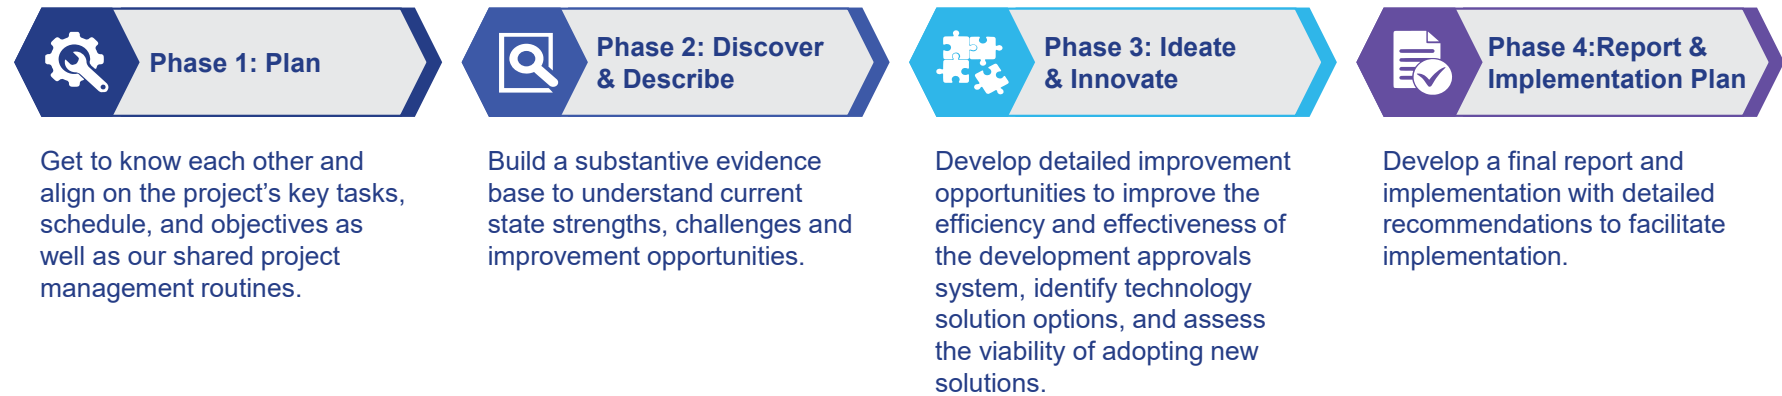 Phase 1: Plan
Get to know each other and
align on the project’s key tasks,
schedule, and objectives as
well as our shared project
management routines.
Phase 2: Discover
& Describe
Build a substantive evidence
base to understand current
state strengths, challenges and
improvement opportunities.
Phase 3: Ideate
& Innovate
Develop detailed improvement
opportunities to improve the
efficiency and effectiveness of
the development approvals
system, identify technology
solution options, and assess
the viability of adopting new
solutions.
Phase 4:Report &
Implementation Plan
Develop a final report and
implementation with detailed
recommendations to facilitate
implementation.